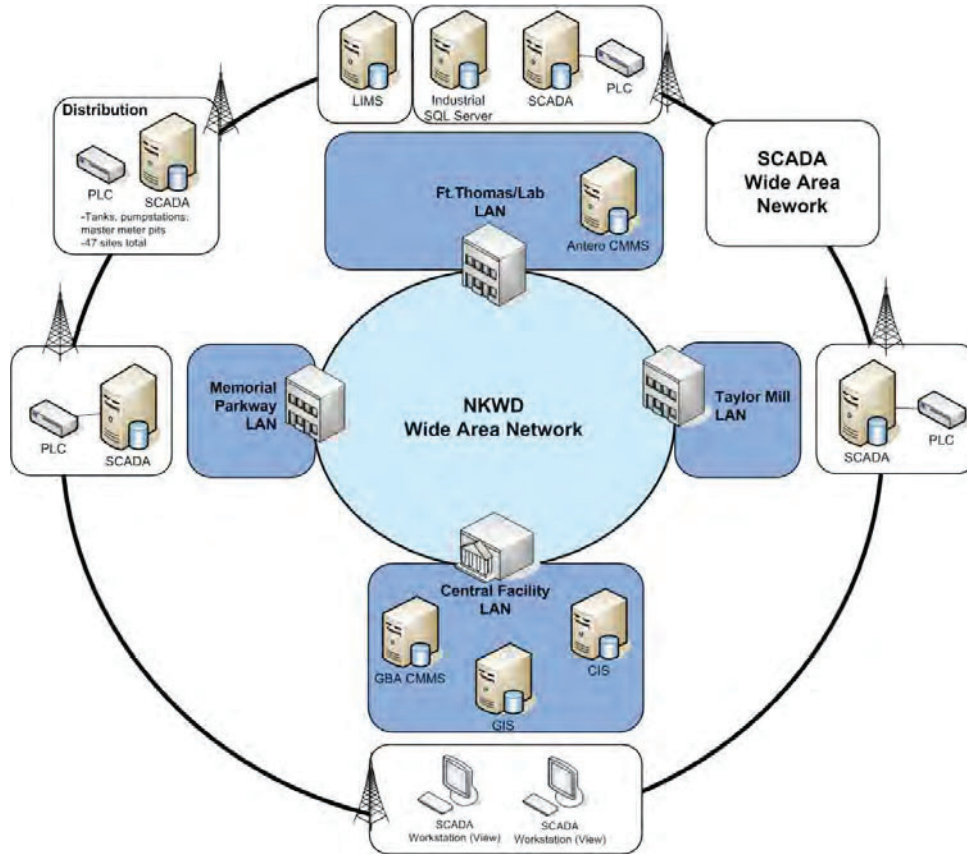 LIMS
Industrial
SQL Server
SCADA
PLC
Distribution
PLC
SCADA
-Tanks, pumpstations,
master meter pits
-47 sites total
SCADA
Wide Area
Nework
Ft.Thomas/Lab
LAN
Antero CMMS
PLC
SCADA
Memorial
Parkway
LAN
NKWD
Wide Area Network
Taylor Mill
LAN
SCADA
PLC
Central Facility
LAN
GBA CMMS
GIS
CIS
SCADA
Workstation (View)
SCADA
Workstation (View)